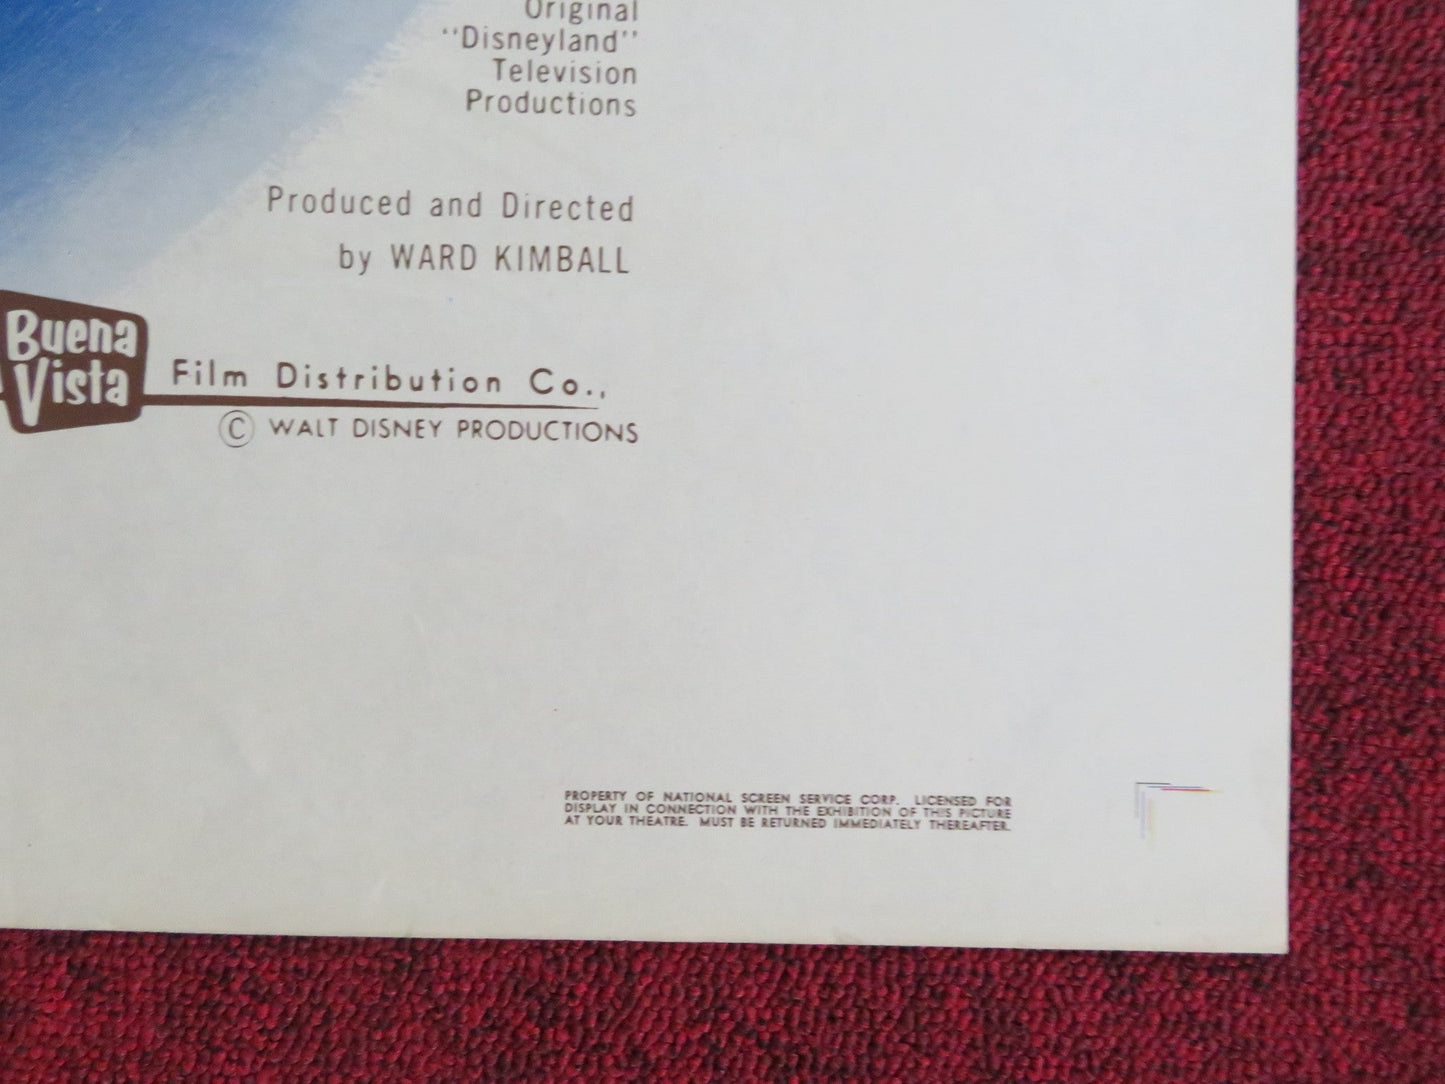 Original
"Disneyland"
Television
Productions
Produced and Directed
by WARD KIMBALL
Buena
Vista
Film Distribution Co.,
© WALT DISNEY PRODUCTIONS
PROPERTY OF NATIONAL SCREEN SERVICE CORP. LICENSED FOR
DISPLAY IN CONNECTION WITH THE EXHIBITION OF THIS PICTURE
AT YOUR THEATRE. MUST BE RETURNED IMMEDIATELY THEREAFTER.